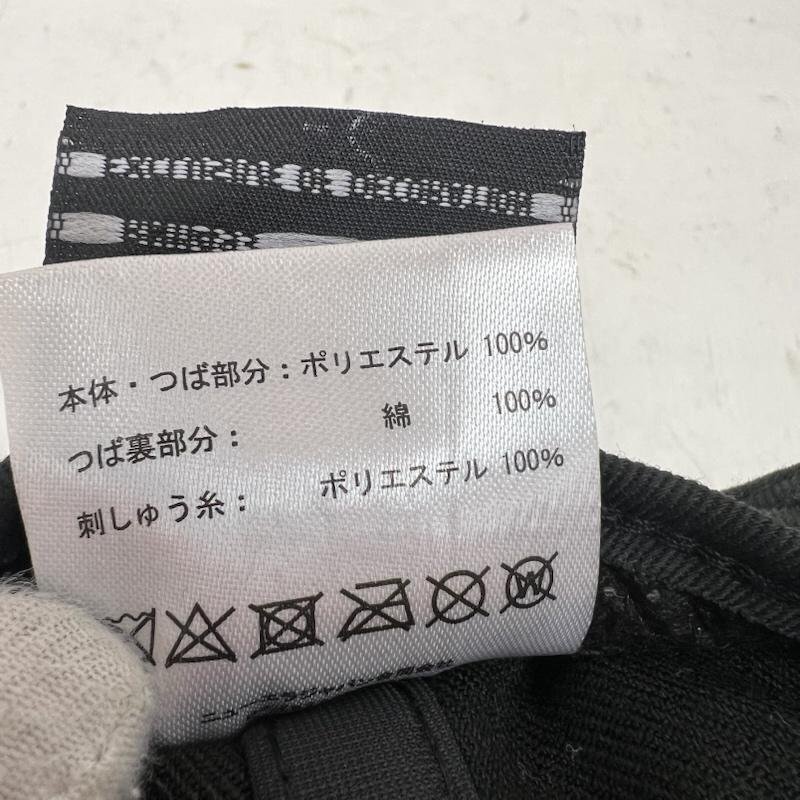 本体・つば部分：ポリエステル 100%
つば裏部分： 綿 100%
刺しゅう糸： ポリエステル 100%